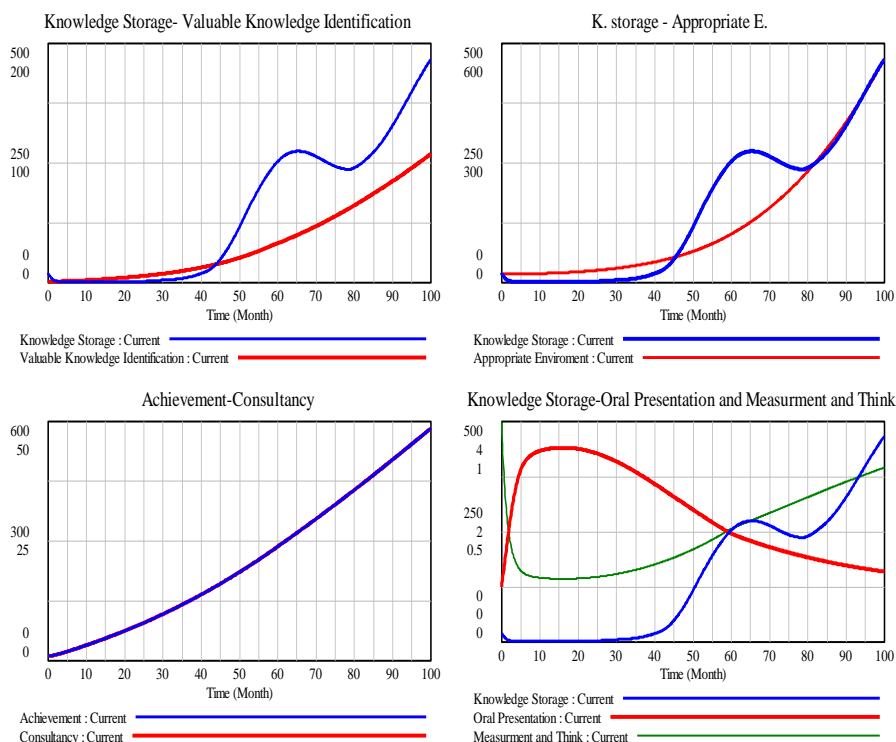 Knowledge Storage- Valuable Knowledge Identification
500
200
250
100
0
0
0 10 20 30 40 50 60 70 80 90 100
Time (Month)
Knowledge Storage : Current
Valuable Knowledge Identification : Current
K. storage - Appropriate E.
500
600
250
300
0
0
0 10 20 30 40 50 60 70 80 90 100
Time (Month)
Knowledge Storage : Current
Appropriate Enviroment : Current
Achievement-Consultancy
600
50
300
25
0
0
0 10 20 30 40 50 60 70 80 90 100
Time (Month)
Achievement : Current
Consultancy : Current
Knowledge Storage-Oral Presentation and Measurment and Think
500
4
1
250
2
0.5
0
0
0
0 10 20 30 40 50 60 70 80 90 100
Time (Month)
Knowledge Storage : Current
Oral Presentation : Current
Measurment and Think : Current